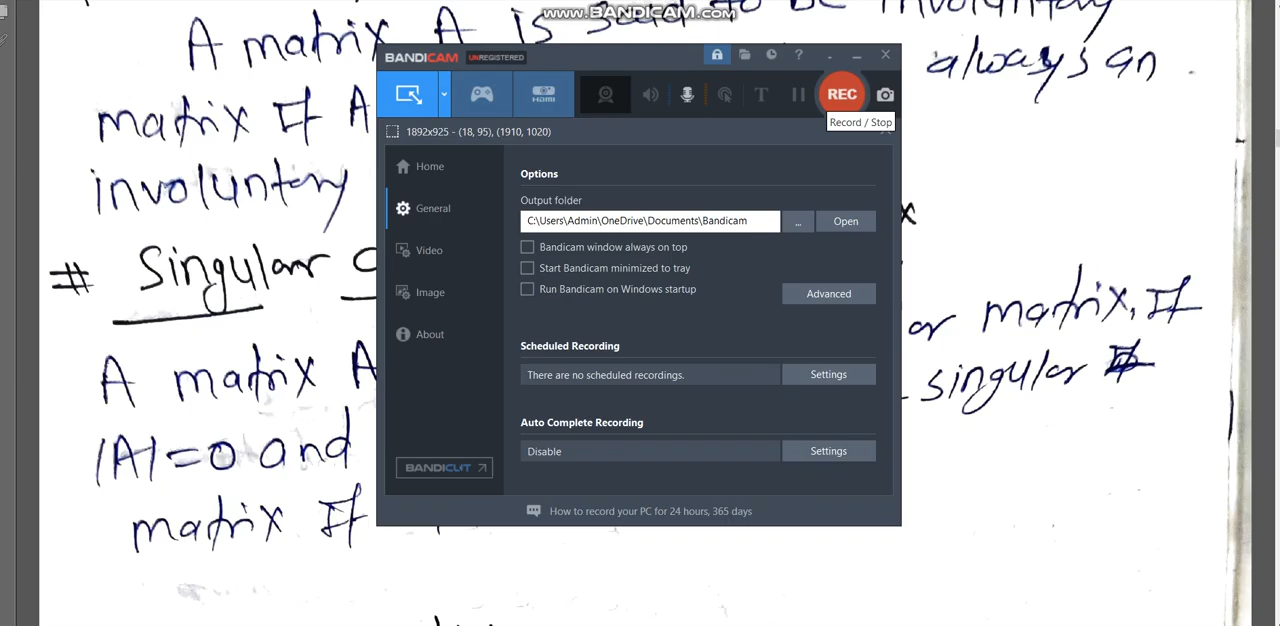 www.BANDICAM.com
A matrix A is said to be involuntary
BANDICAM UNREGISTERED
always an
matrix If A
HDMI
T
REC
Record / Stop
1892x925 - (18, 95), (1910, 1020)
involuntary
Home
Options
General
Output folder
C:\Users\Admin\OneDrive\Documents\Bandicam
...
Open
Video
Bandicam window always on top
Start Bandicam minimized to tray
Image
Run Bandicam on Windows startup
Advanced
About
# Singular
or matrix, If
Scheduled Recording
There are no scheduled recordings.
Settings
A matrix A
singular
Auto Complete Recording
Disable
Settings
|A|=0 and
BANDICUT
matrix If
How to record your PC for 24 hours, 365 days